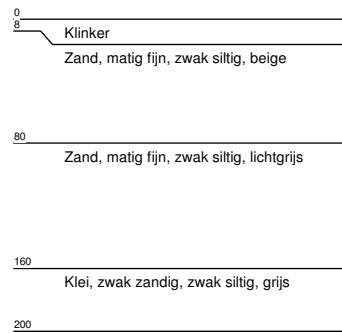 0
8
Klinker
Zand, matig fijn, zwak siltig, beige
80
Zand, matig fijn, zwak siltig, lichtgrijs
160
Klei, zwak zandig, zwak siltig, grijs
200